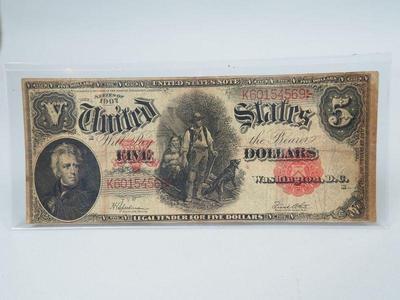 UNITED STATES NOTE
SERIES OF
1907
K60154569
V United States 5
Will Pay the Bearer
FIVE DOLLARS
K60154569
Washington, D.C.
LEGAL TENDER FOR FIVE DOLLARS